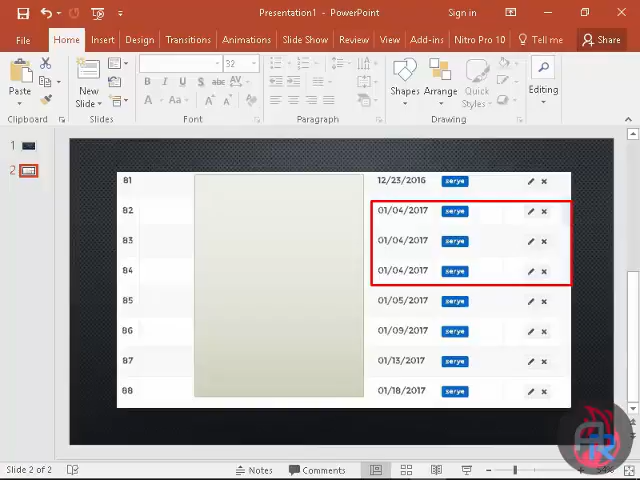 Presentation1 - PowerPoint
Sign in
File Home Insert Design Transitions Animations Slide Show Review View Add-ins Nitro Pro 10 Tell me Share
Paste
New Slide
32
B I U S abc AV
A Aa A A
Shapes Arrange Quick Styles
Editing
Clipboard Slides Font Paragraph Drawing
1
2
81 12/23/2016 serye
82 01/04/2017 serye
83 01/04/2017 serye
84 01/04/2017 serye
85 01/05/2017 serye
86 01/09/2017 serye
87 01/13/2017 serye
88 01/18/2017 serye
Slide 2 of 2 Notes Comments